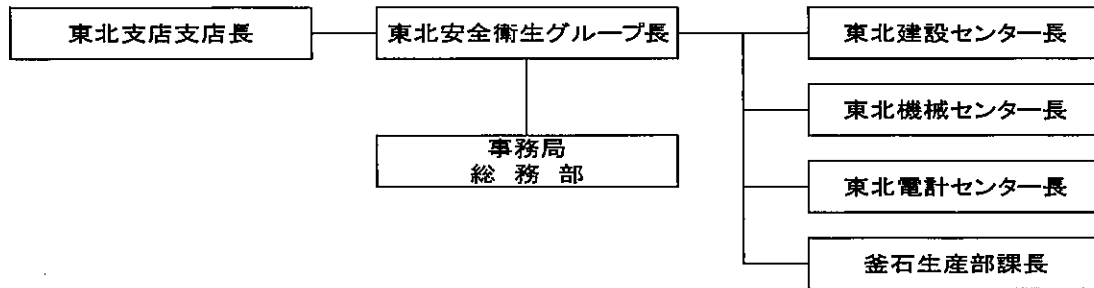 東北支店支店長
東北安全衛生グループ長
東北建設センター長
東北機械センター長
事務局
総務部
東北電計センター長
釜石生産部課長